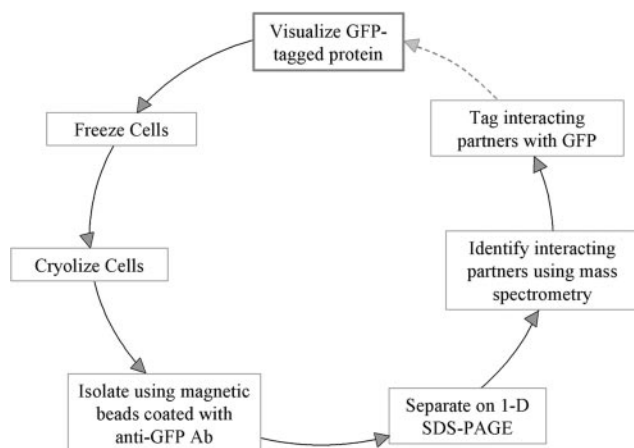 Visualize GFP-
tagged protein
Freeze Cells
Cryolize Cells
Isolate using magnetic
beads coated with
anti-GFP Ab
Separate on 1-D
SDS-PAGE
Identify interacting
partners using mass
spectrometry
Tag interacting
partners with GFP